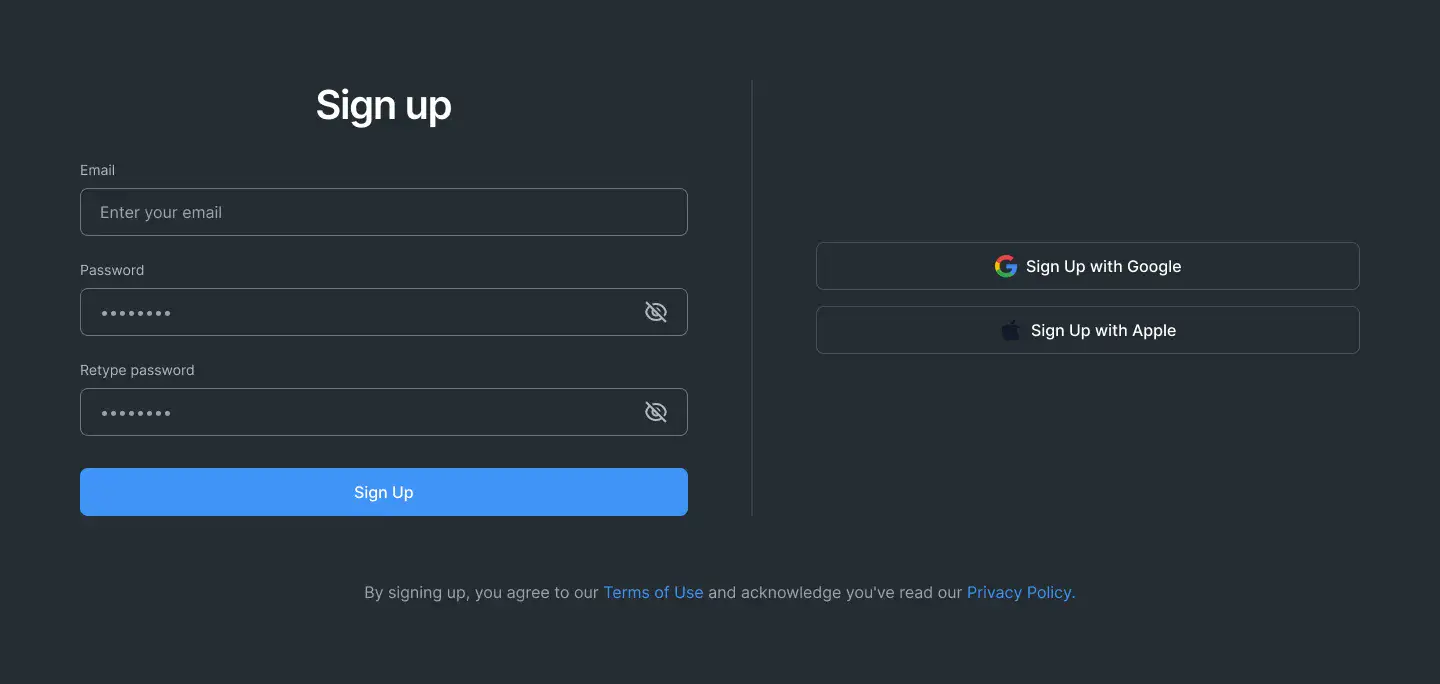 Sign up
Email
Enter your email
Password
••••••••
Retype password
••••••••
Sign Up
Sign Up with Google
Sign Up with Apple
By signing up, you agree to our Terms of Use and acknowledge you've read our Privacy Policy.